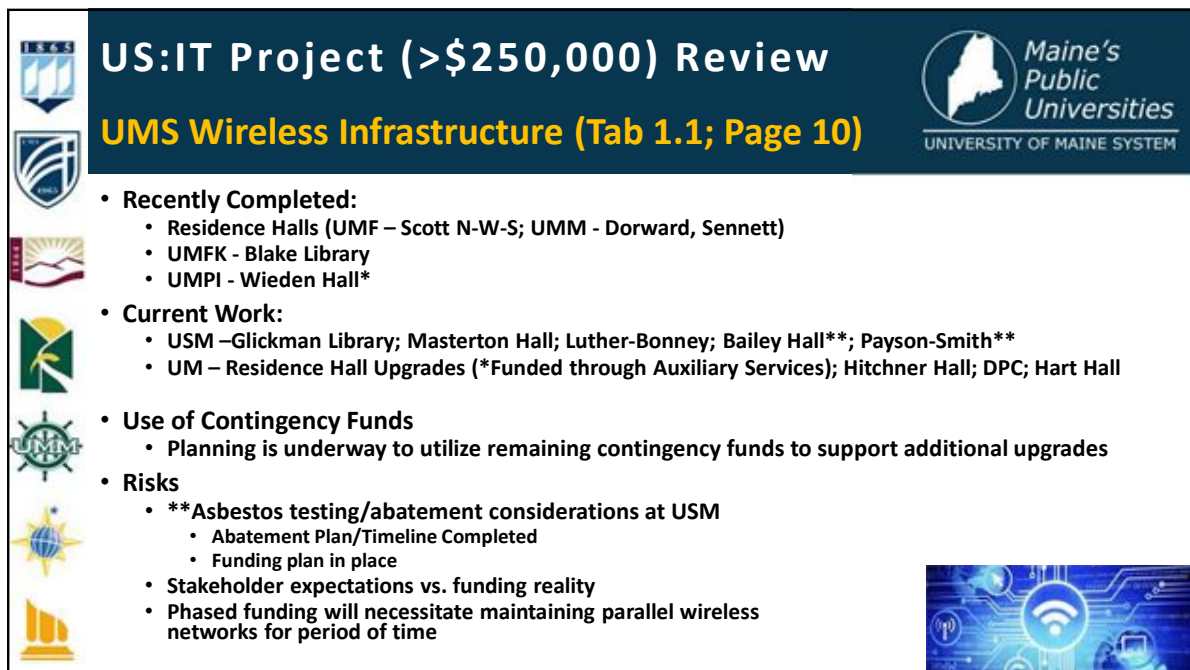 US:IT Project (>$250,000) Review
UMS Wireless Infrastructure (Tab 1.1; Page 10)
Maine's
Public
Universities
UNIVERSITY OF MAINE SYSTEM
1865
• Recently Completed:
• Residence Halls (UMF – Scott N-W-S; UMM - Dorward, Sennett)
• UMFK - Blake Library
• UMPI - Wieden Hall*
• Current Work:
• USM –Glickman Library; Masterton Hall; Luther-Bonney; Bailey Hall**; Payson-Smith**
• UM – Residence Hall Upgrades (*Funded through Auxiliary Services); Hitchner Hall; DPC; Hart Hall
• Use of Contingency Funds
• Planning is underway to utilize remaining contingency funds to support additional upgrades
• Risks
• **Asbestos testing/abatement considerations at USM
• Abatement Plan/Timeline Completed
• Funding plan in place
• Stakeholder expectations vs. funding reality
• Phased funding will necessitate maintaining parallel wireless
networks for period of time
UMM